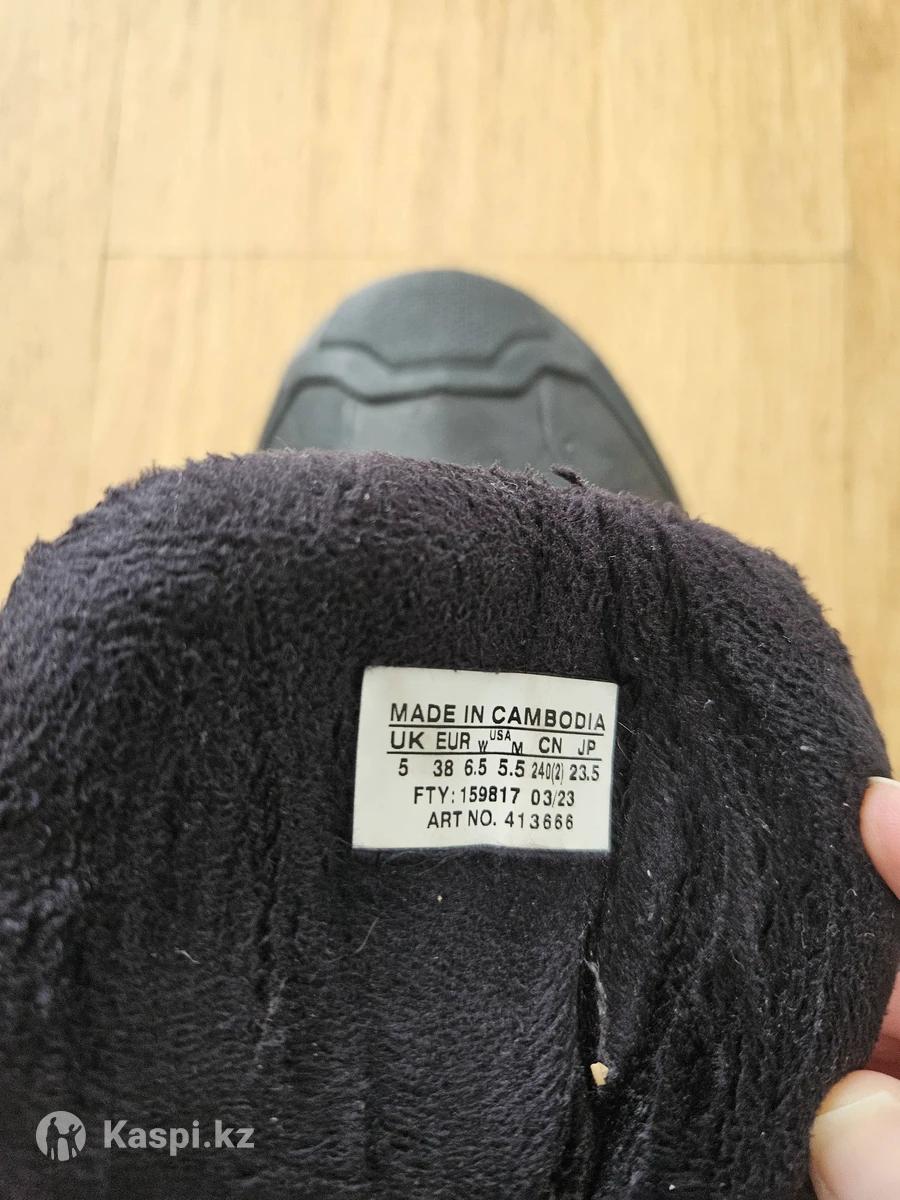 MADE IN CAMBODIA
UK EUR W USA M CN JP
5 38 6.5 5.5 240(2) 23.5
FTY: 159817 03/23
ART NO. 413666
Kaspi.kz